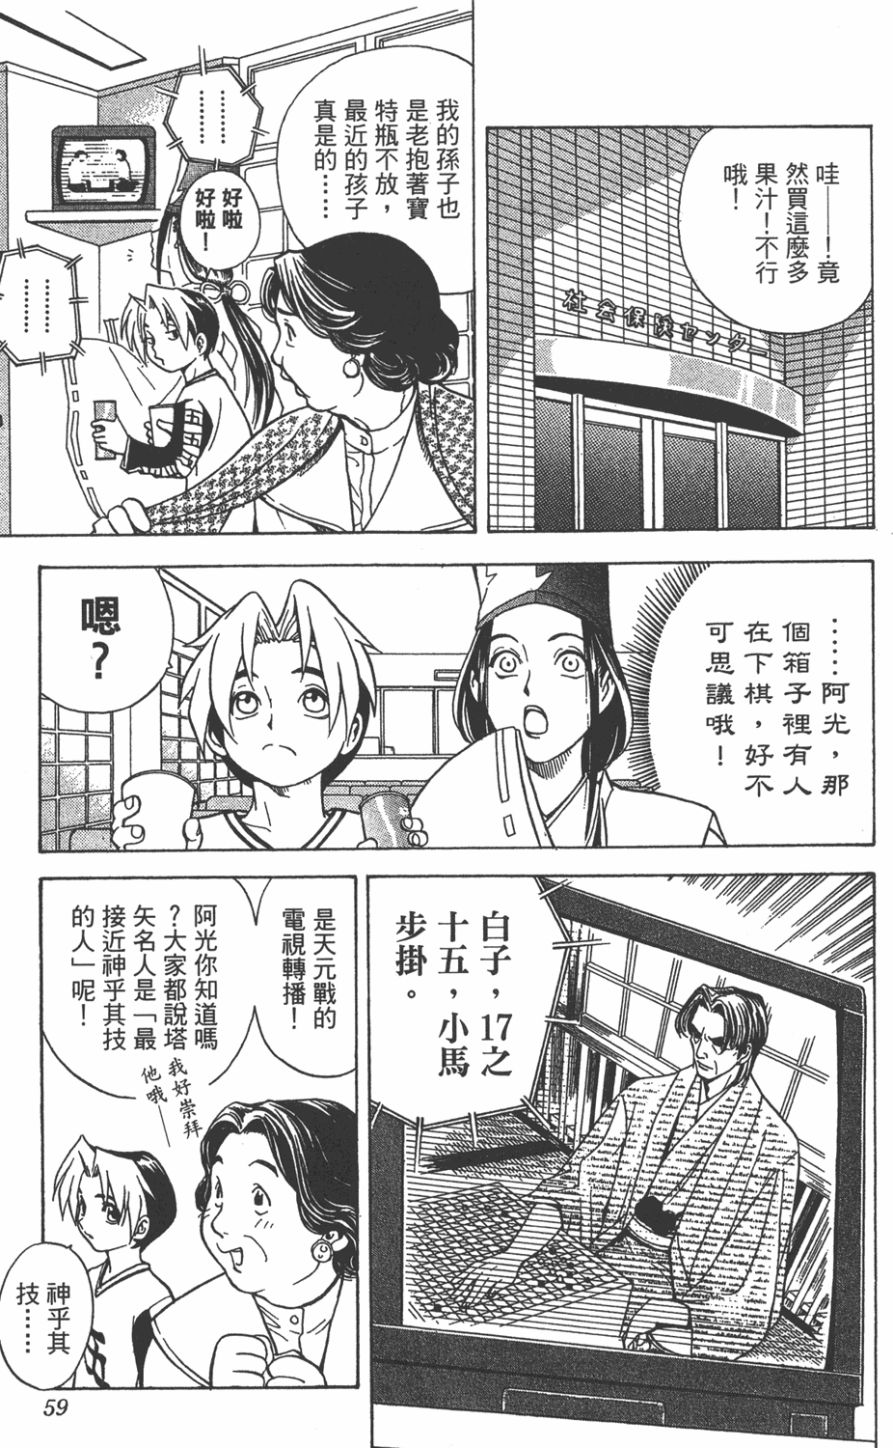 哇——！竟
然買這麼多
果汁！不行
哦！
社会保険センター
我的孫子也
是老抱著寶
特瓶不放，
最近的孩子
真是的……
…………
好啦
好啦！
…………
……阿光，那
個箱子裡有人
在下棋，好不
可思議哦！
嗯？
白子，17之
十五，小馬
步掛。
是天元戰的
電視轉播！
阿光你知道嗎
？大家都說塔
矢名人是「最
接近神乎其技
的人」呢！
我好崇拜
他哦——
神乎其
技……
59